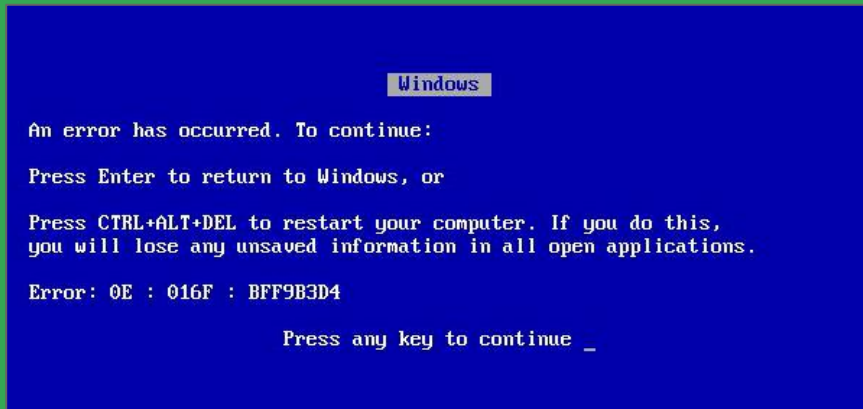 Windows
An error has occurred. To continue:
Press Enter to return to Windows, or
Press CTRL+ALT+DEL to restart your computer. If you do this,
you will lose any unsaved information in all open applications.
Error: 0E : 016F : BFF9B3D4
Press any key to continue _